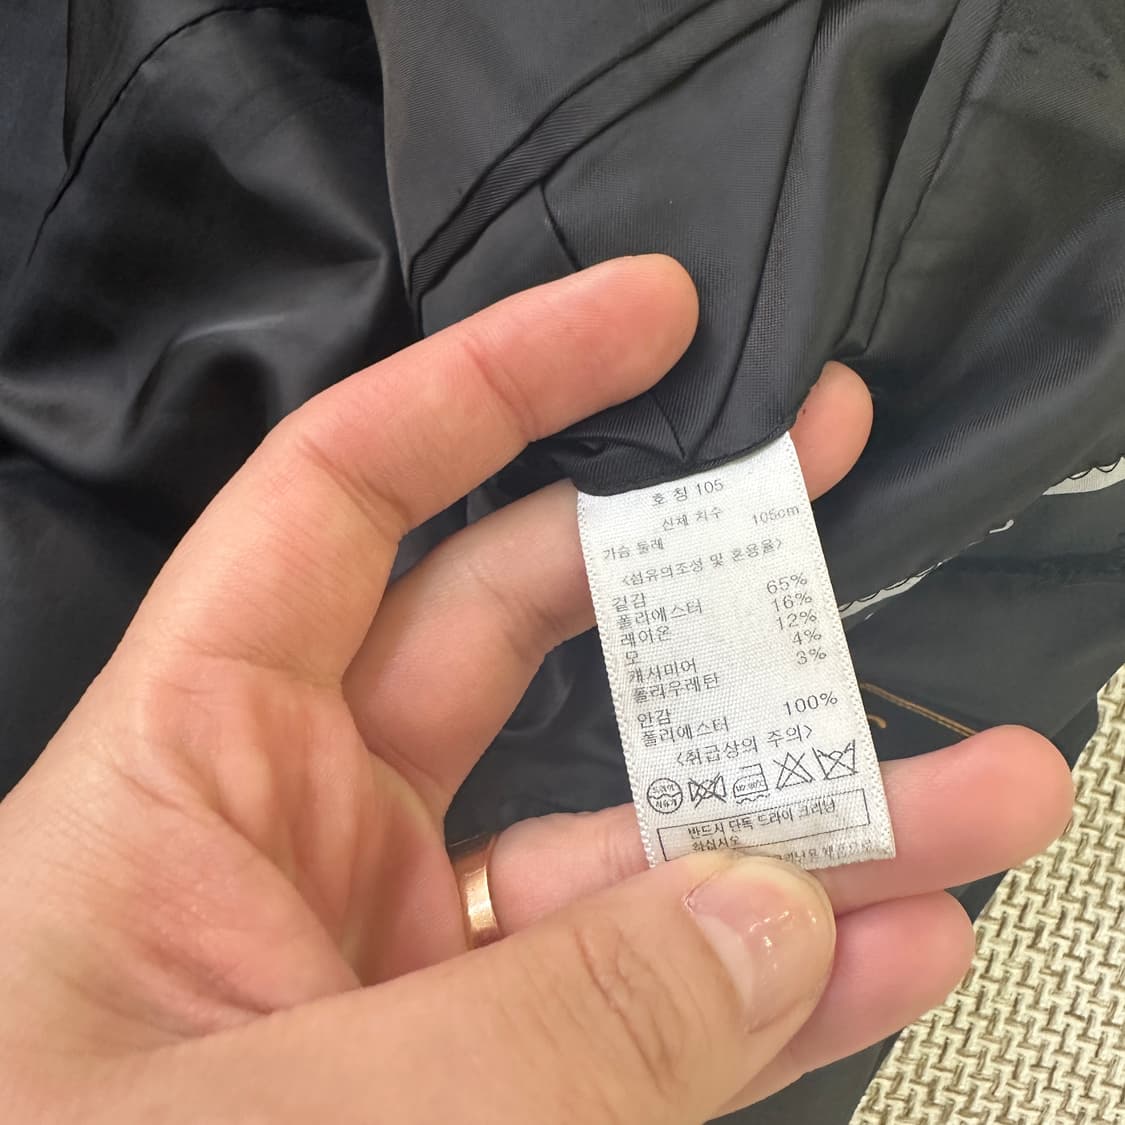 호칭 105
신체 치수
가슴 둘레 105cm
<섬유의조성 및 혼용율>
겉감
폴리에스터 65%
레이온 16%
모 12%
캐시미어 4%
폴리우레탄 3%
안감
폴리에스터 100%
<취급상의 주의>
드라이
반드시 단독 드라이 크리닝
하십시오